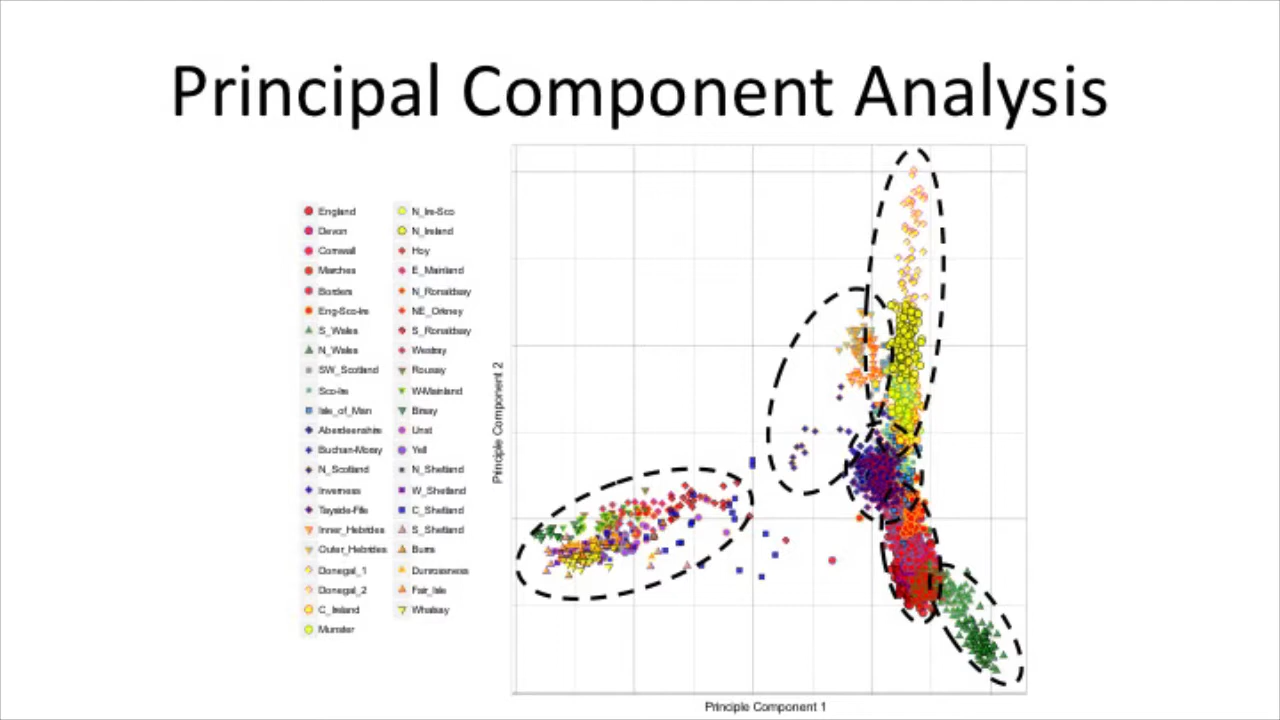 Principal Component Analysis
England
Devon
Cornwall
Marches
Borders
Eng-Sco-Ire
S_Wales
N_Wales
SW_Scotland
Sco-Ire
Isle_of_Man
Aberdeenshire
Buchan-Moray
N_Scotland
Inverness
Tayside-Fife
Inner_Hebrides
Outer_Hebrides
Donegal_1
Donegal_2
C_Ireland
Munster
N_Ire-Sco
N_Ireland
Hoy
E_Mainland
N_Ronaldsay
NE_Orkney
S_Ronaldsay
Westray
Rousay
W-Mainland
Birsay
Unst
Yell
N_Shetland
W_Shetland
C_Shetland
S_Shetland
Burra
Dunrossness
Fair_Isle
Whalsay
Principle Component 2
Principle Component 1